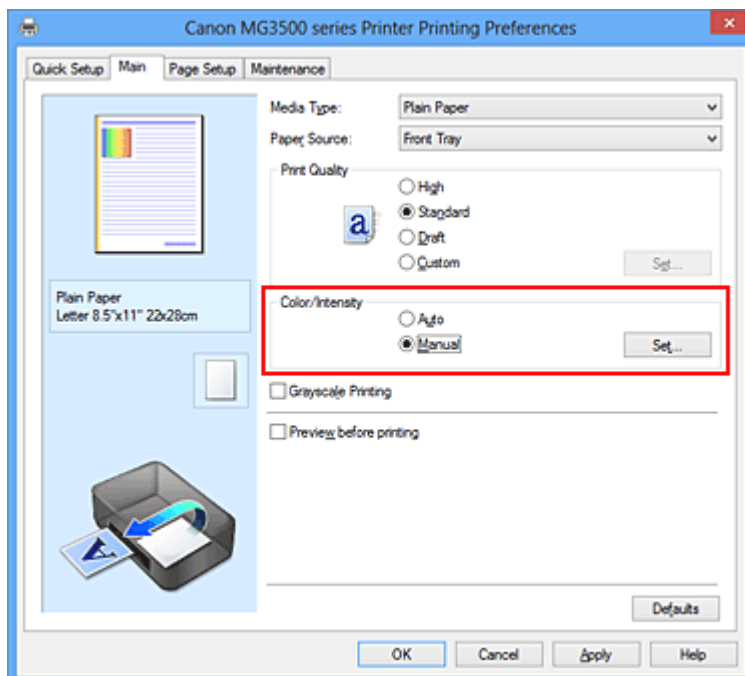 Canon MG3500 series Printer Printing Preferences
Quick Setup Main Page Setup Maintenance
Media Type: Plain Paper
Paper Source: Front Tray
Print Quality
High
a Standard
Draft
Custom Set...
Plain Paper
Letter 8.5"x11" 22x28cm
Color/Intensity
Auto
Manual Set...
Grayscale Printing
Preview before printing
A
Defaults
OK Cancel Apply Help